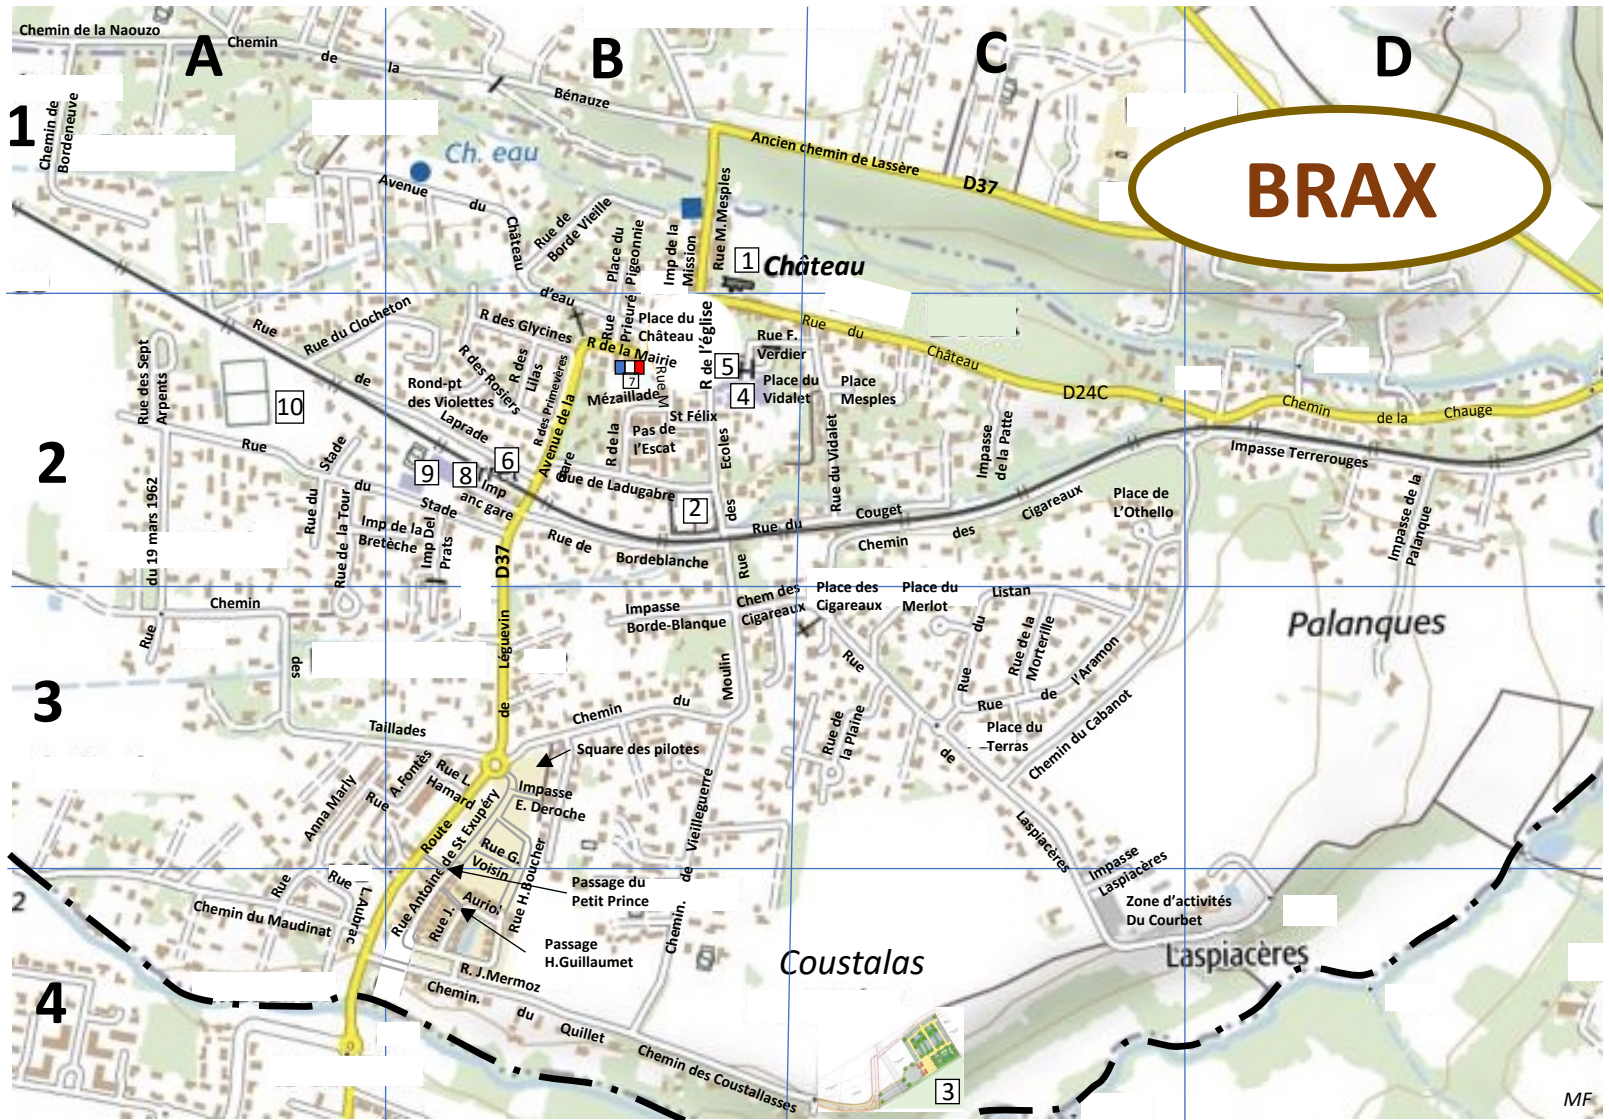 Chemin de la Naouzo
Chemin
de
la
Bénauze
A
B
C
D
BRAX
1
Chemin de
Bordeneuve
Ch. eau
Ancien chemin de Lassère
D37
Avenue
du
Château
d'eau
Rue de
Borde Vieille
Place du
Pigeonnie
Imp de la
Mission
Rue M.Mesples
1
Château
Rue
de
Laprade
Rue du Clocheton
R des Glycines
Rue
Prieuré
Place du
Château
R de la Mairie
R de l'église
Rue F.
Verdier
Rue
du
Château
D24C
Chemin
de la
Chauge
Rue des Sept
Arpents
10
Rond-pt
des Violettes
R des Rosiers
R des
Lilas
R des Primevères
Avenue de la
Gare
7
Mézaillade
Rue M
St Félix
5
4
Place du
Vidalet
Place
Mesples
Pas de
l'Escat
R de la
Ecoles
des
Rue du Vidalet
Impasse
de la Patte
Impasse Terrerouges
2
Rue
du
Stade
Rue du
Stade
Rue de la Tour
9
8
6
Imp
anc gare
Imp de la
Bretèche
Imp Del
Prats
Rue de Ladugabre
2
Rue de
Bordeblanche
Rue du
Couget
Chemin
des
Cigareaux
Place de
L'Othello
Impasse de la
Palanque
du 19 mars 1962
Rue
D37
Rue
Chemin
des
Taillades
Impasse
Borde-Blanque
Chem des
Cigareaux
Place des
Cigareaux
Place du
Merlot
Listan
du
Rue
Rue de la
Morterille
Rue
de
l'Aramon
Palanques
3
de
Léguevin
Moulin
Chemin
du
Rue
de
Laspiacères
Rue de
la Plaine
Place du
Terras
Chemin du Cabanot
Square des pilotes
Anna Marly
Rue
A.Fontès
Rue
Rue L.
Hamard
Route
Impasse
E. Deroche
Rue Antoine de St Exupéry
Rue G.
Voisin
Rue H.Boucher
Vieilleguerre
de
Chemin.
Impasse
Laspiacères
Zone d'activités
Du Courbet
Laspiacères
2
Rue
L.Aubrac
Chemin du Maudinat
Passage du
Petit Prince
Auriol
Rue J.
Passage
H.Guillaumet
Coustalas
4
R. J.Mermoz
Chemin.
du
Quillet
Chemin des Coustallasses
3
MF